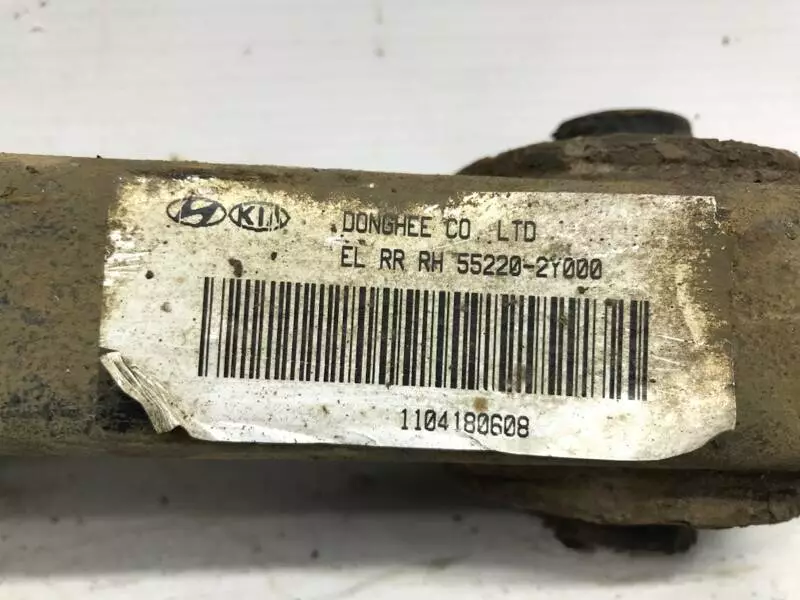 KIA DONGHEE CO .LTD
EL RR RH 55220-2Y000
1104180608